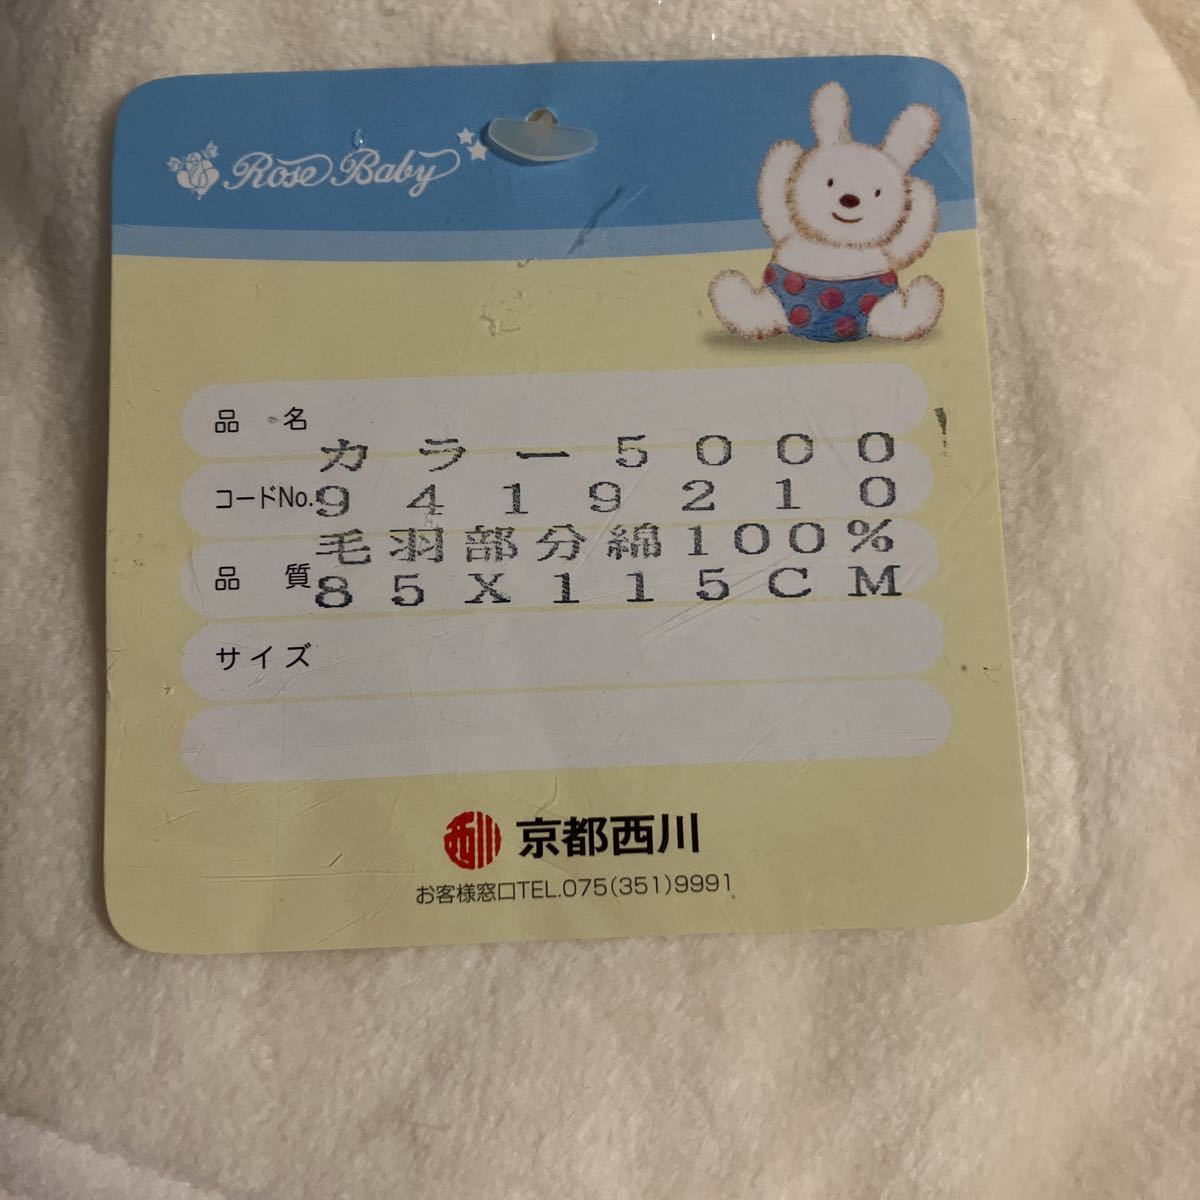 Rose Baby
品 名
カラー5000
コードNo. 9419210
毛羽部分綿100%
品 質
85X115CM
サイズ
西川 京都西川
お客様窓口TEL.075(351)9991